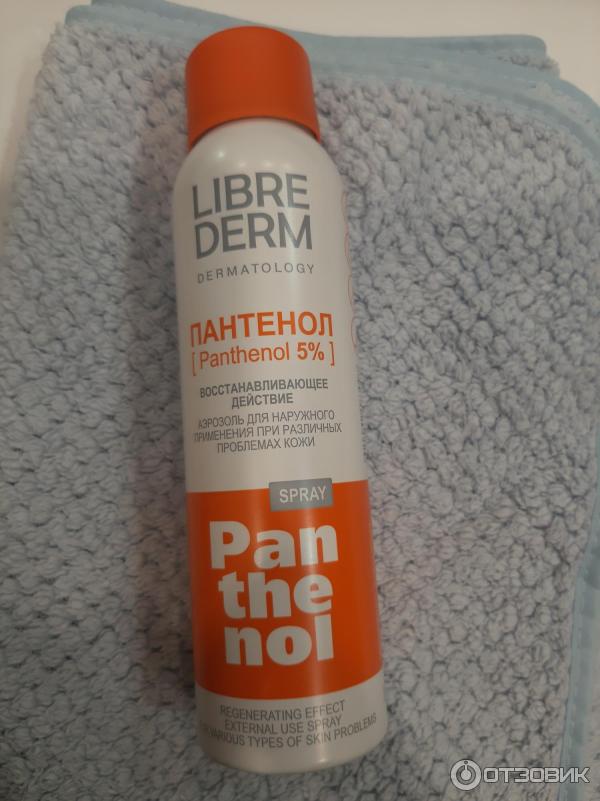 LIBRE
DERM
DERMATOLOGY
ПАНТЕНОЛ
[ Panthenol 5% ]
ВОССТАНАВЛИВАЮЩЕЕ
ДЕЙСТВИЕ
АЭРОЗОЛЬ ДЛЯ НАРУЖНОГО
ПРИМЕНЕНИЯ ПРИ РАЗЛИЧНЫХ
ПРОБЛЕМАХ КОЖИ
SPRAY
Pan
the
nol
REGENERATING EFFECT
EXTERNAL USE SPRAY
VARIOUS TYPES OF SKIN PROBLEMS
ОТЗОВИК